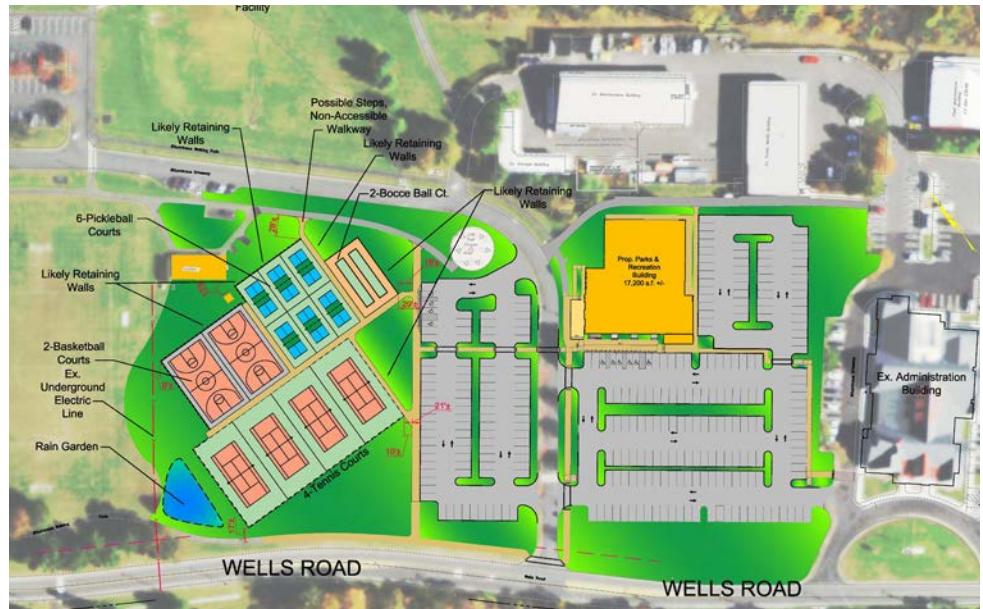 Facility
Possible Steps,
Non-Accessible
Walkway
Likely Retaining
Walls
Likely Retaining
Walls
2-Bocce Ball Ct.
Likely Retaining
Walls
6-Pickleball
Courts
Likely Retaining
Walls
2-Basketball
Courts
Ex.
Underground
Electric
Line
Rain Garden
4-Tennis Courts
Prop. Parks &
Recreation
Building
17,200 s.f. +/-
Ex. Administration
Building
WELLS ROAD
WELLS ROAD
Wells Road